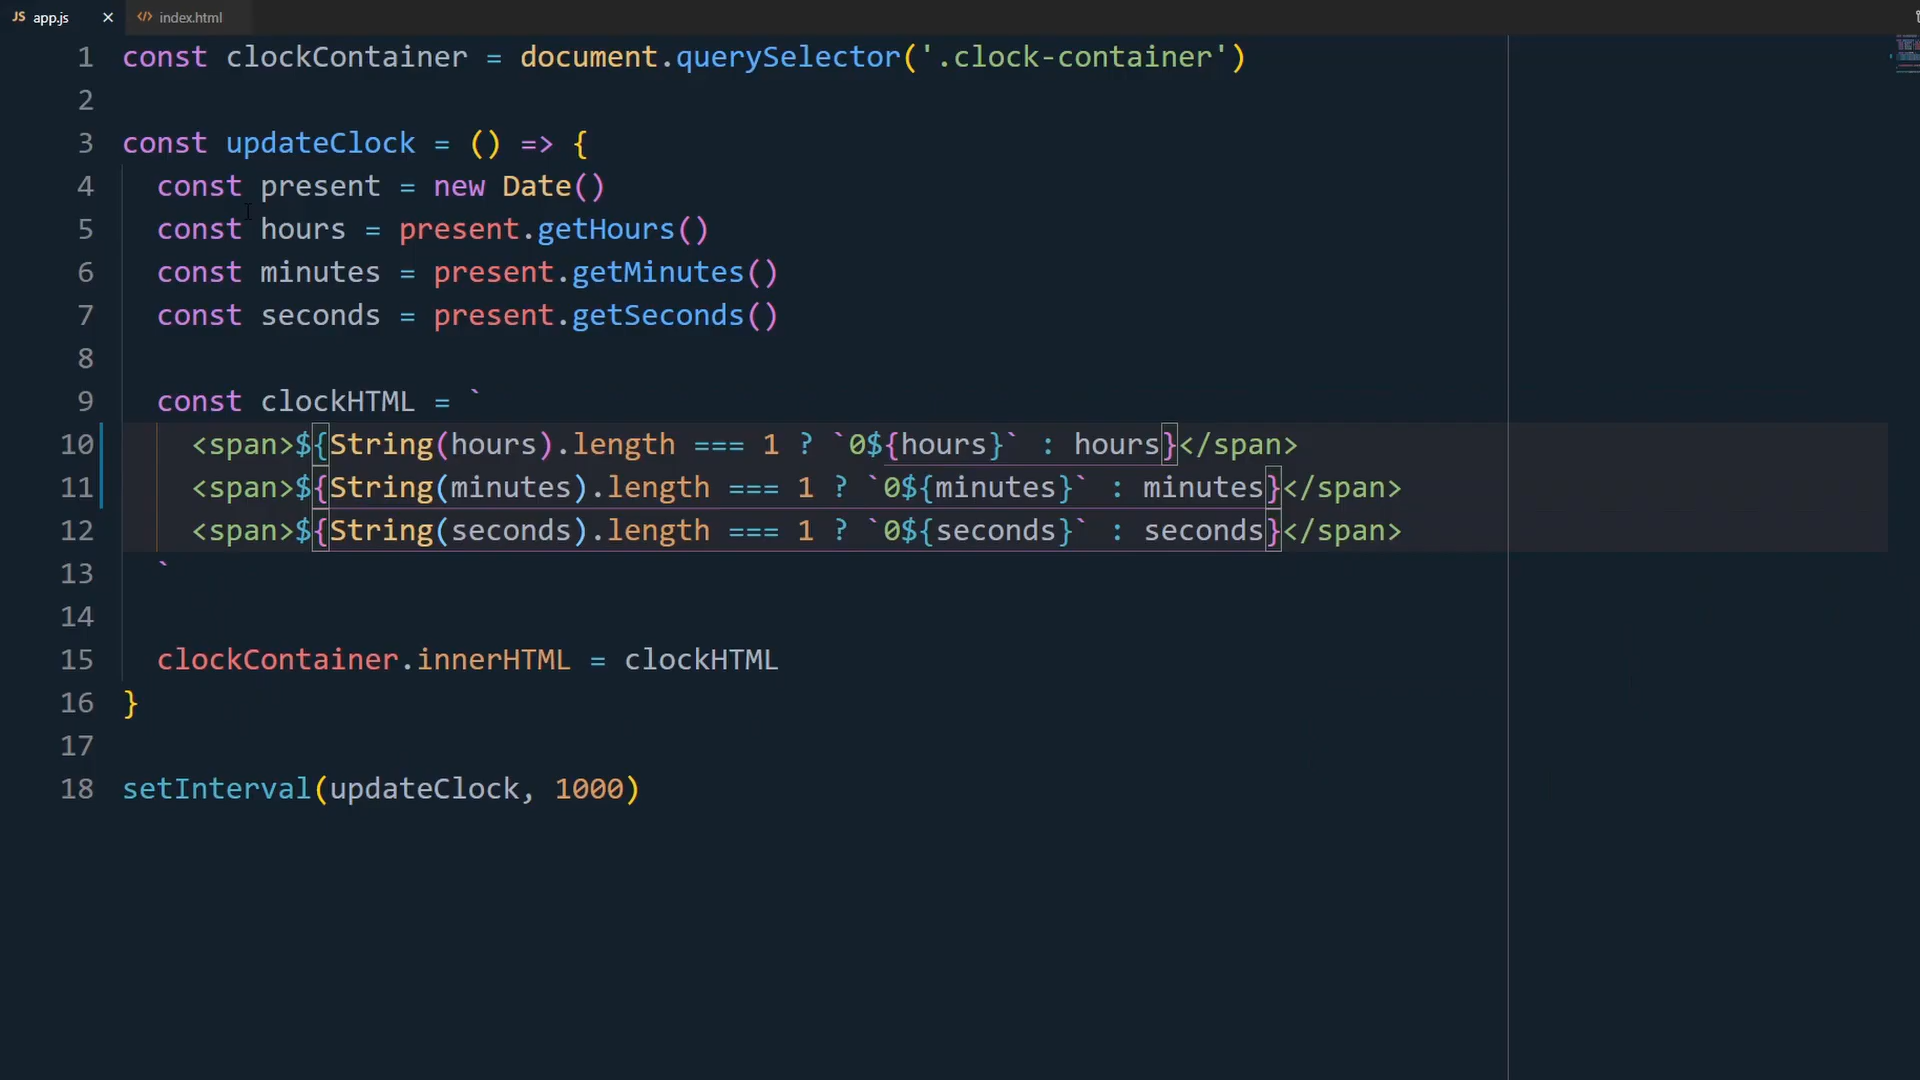 JS app.js × <> index.html
1 const clockContainer = document.querySelector('.clock-container')
2
3 const updateClock = () => {
4   const present = new Date()
5   const hours = present.getHours()
6   const minutes = present.getMinutes()
7   const seconds = present.getSeconds()
8
9   const clockHTML = `
10     <span>${String(hours).length === 1 ? `0${hours}` : hours}</span>
11     <span>${String(minutes).length === 1 ? `0${minutes}` : minutes}</span>
12     <span>${String(seconds).length === 1 ? `0${seconds}` : seconds}</span>
13   `
14
15   clockContainer.innerHTML = clockHTML
16 }
17
18 setInterval(updateClock, 1000)